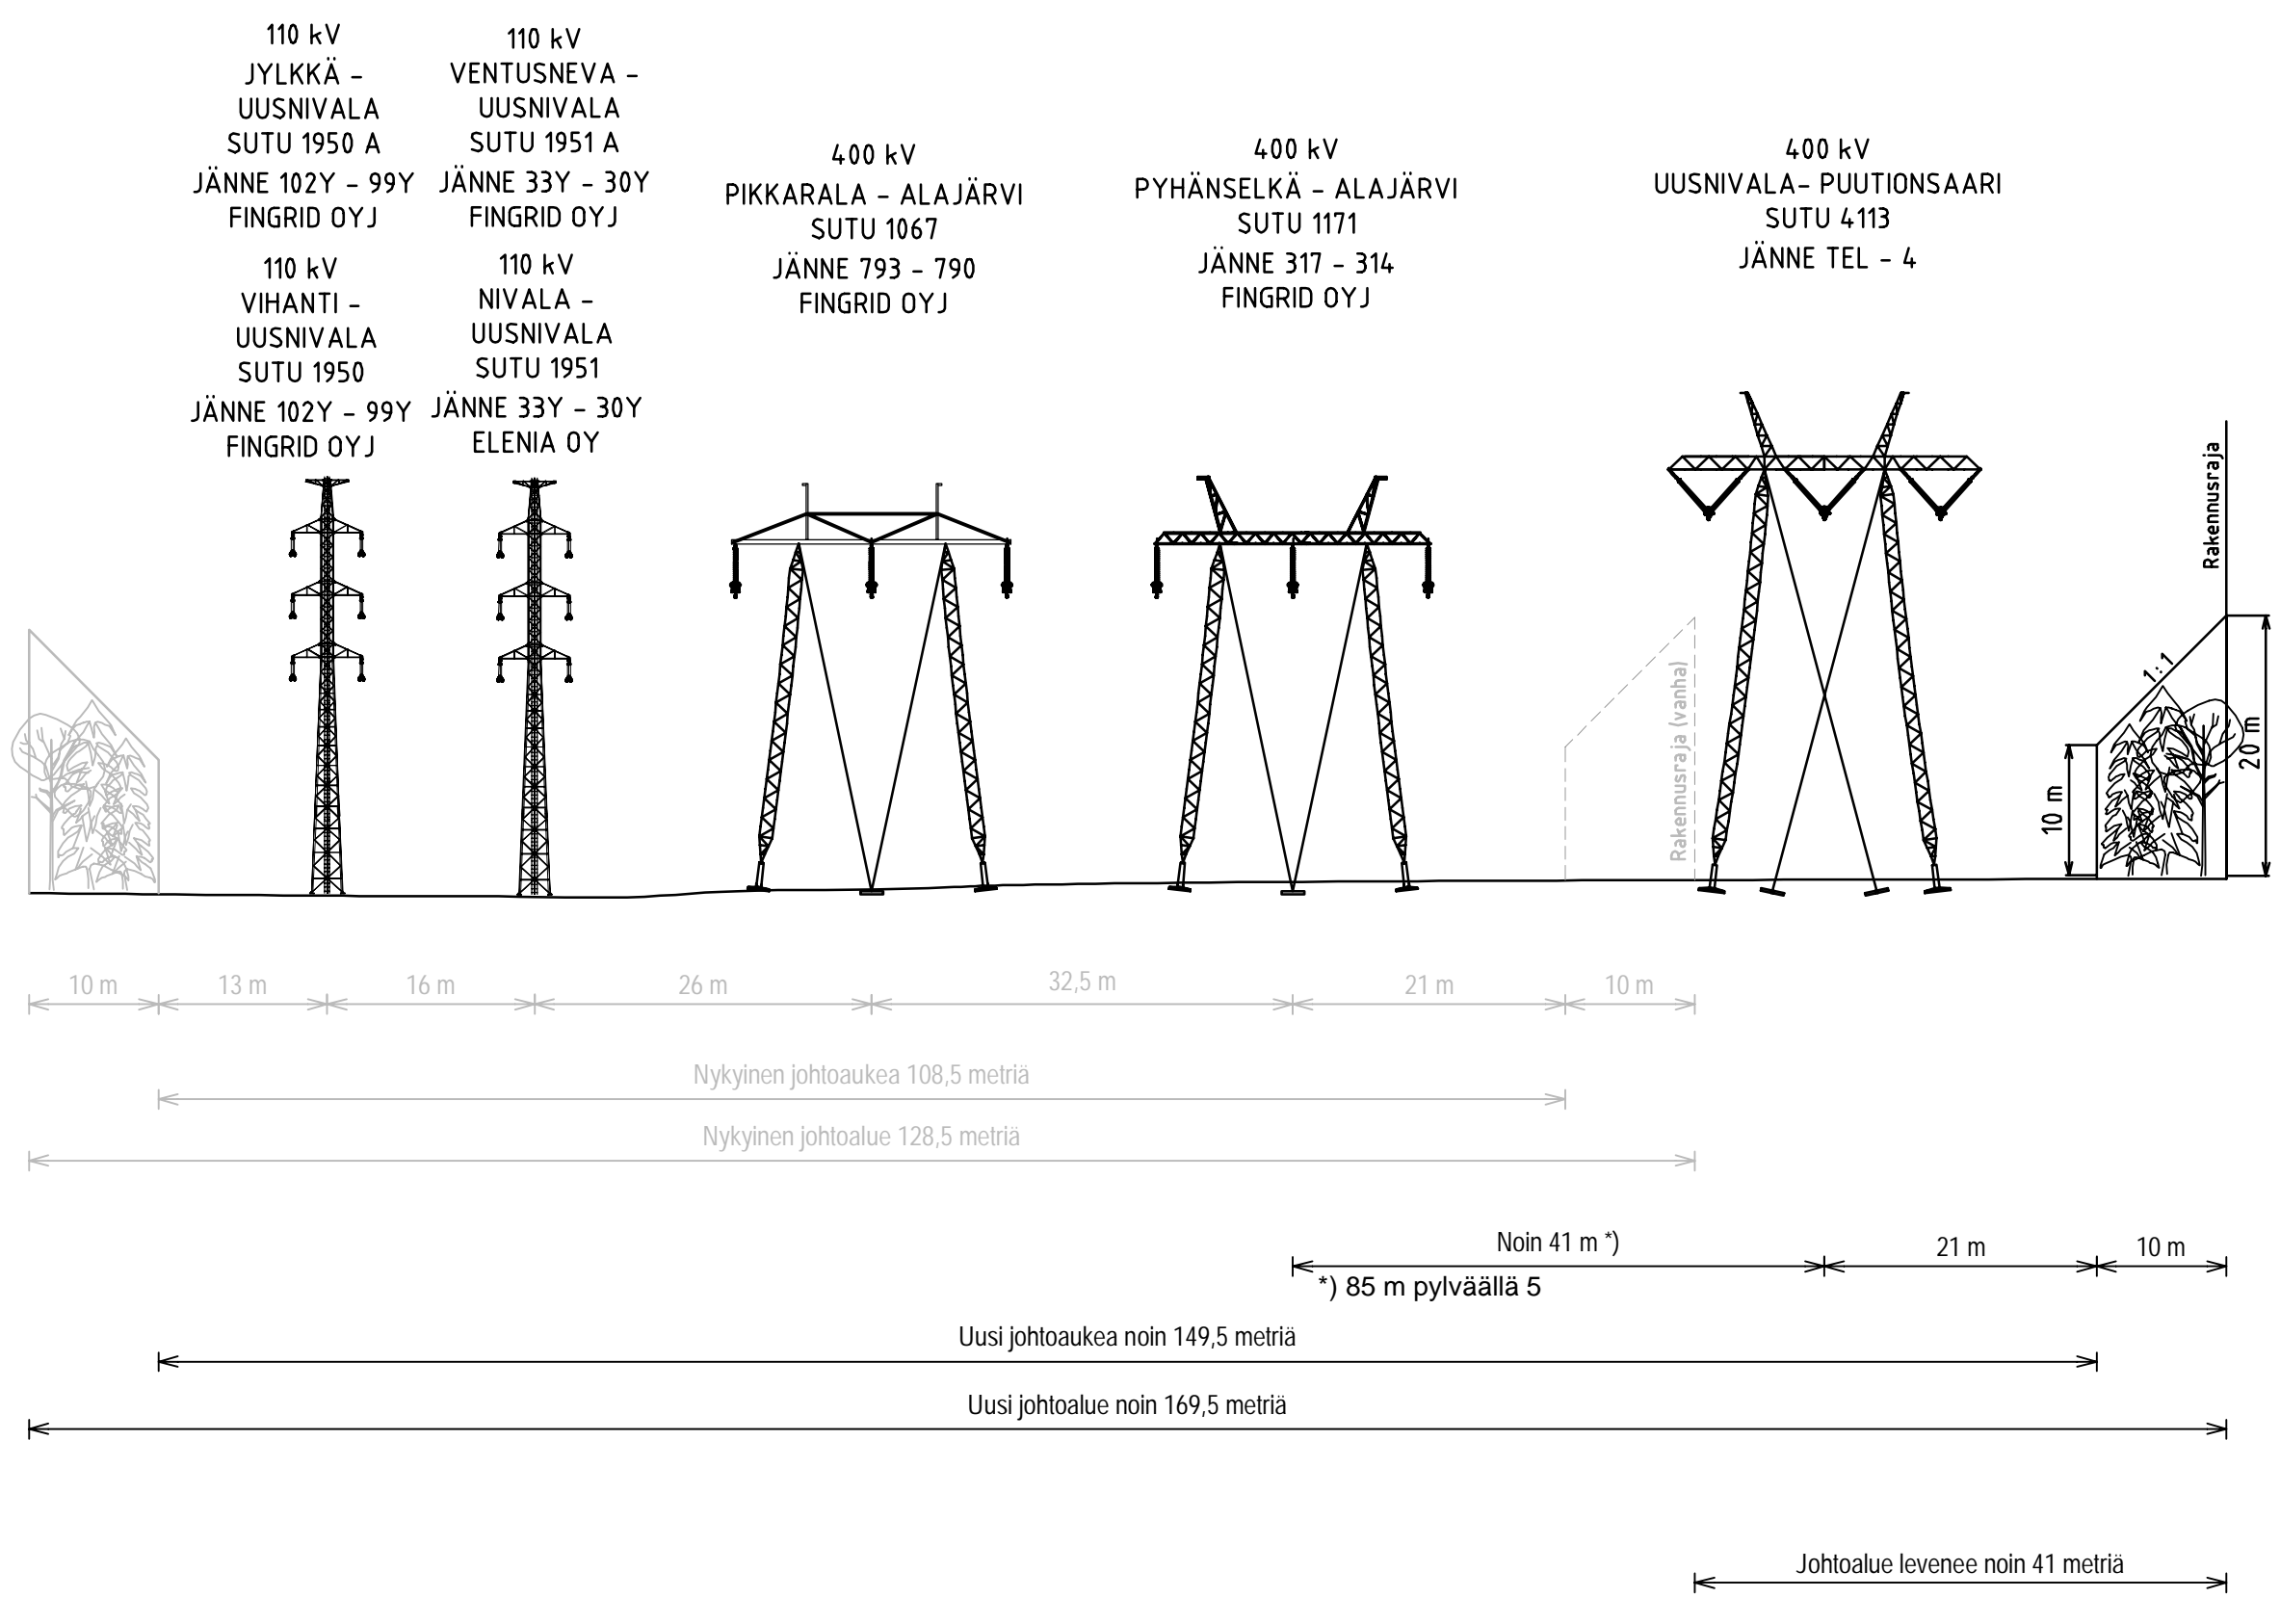 110 kV
JYLKKÄ –
UUSNIVALA
SUTU 1950 A
JÄNNE 102Y – 99Y
FINGRID OYJ
110 kV
VIHANTI –
UUSNIVALA
SUTU 1950
JÄNNE 102Y – 99Y
FINGRID OYJ
110 kV
VENTUSNEVA –
UUSNIVALA
SUTU 1951 A
JÄNNE 33Y – 30Y
FINGRID OYJ
110 kV
NIVALA –
UUSNIVALA
SUTU 1951
JÄNNE 33Y – 30Y
ELENIA OY
400 kV
PIKKARALA – ALAJÄRVI
SUTU 1067
JÄNNE 793 – 790
FINGRID OYJ
400 kV
PYHÄNSELKÄ – ALAJÄRVI
SUTU 1171
JÄNNE 317 – 314
FINGRID OYJ
400 kV
UUSNIVALA– PUUTIONSAARI
SUTU 4113
JÄNNE TEL – 4
Rakennusraja
Rakennusraja (vanha)
1:1
10 m
20 m
10 m
13 m
16 m
26 m
32,5 m
21 m
10 m
Nykyinen johtoaukea 108,5 metriä
Nykyinen johtoalue 128,5 metriä
Noin 41 m *)
21 m
10 m
*) 85 m pylväällä 5
Uusi johtoaukea noin 149,5 metriä
Uusi johtoalue noin 169,5 metriä
Johtoalue levenee noin 41 metriä